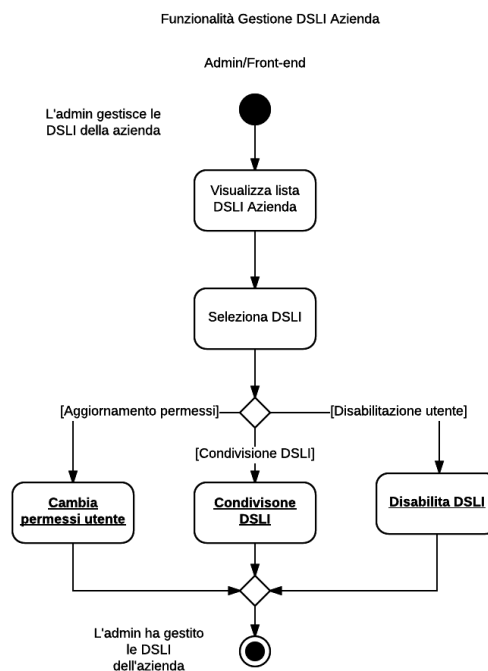 Funzionalità Gestione DSLI Azienda
Admin/Front-end
L'admin gestisce le
DSLI della azienda
Visualizza lista
DSLI Azienda
Seleziona DSLI
[Aggiornamento permessi]
[Disabilitazione utente]
[Condivisione DSLI]
Cambia
permessi utente
Condivisone
DSLI
Disabilita DSLI
L'admin ha gestito
le DSLI
dell'azienda